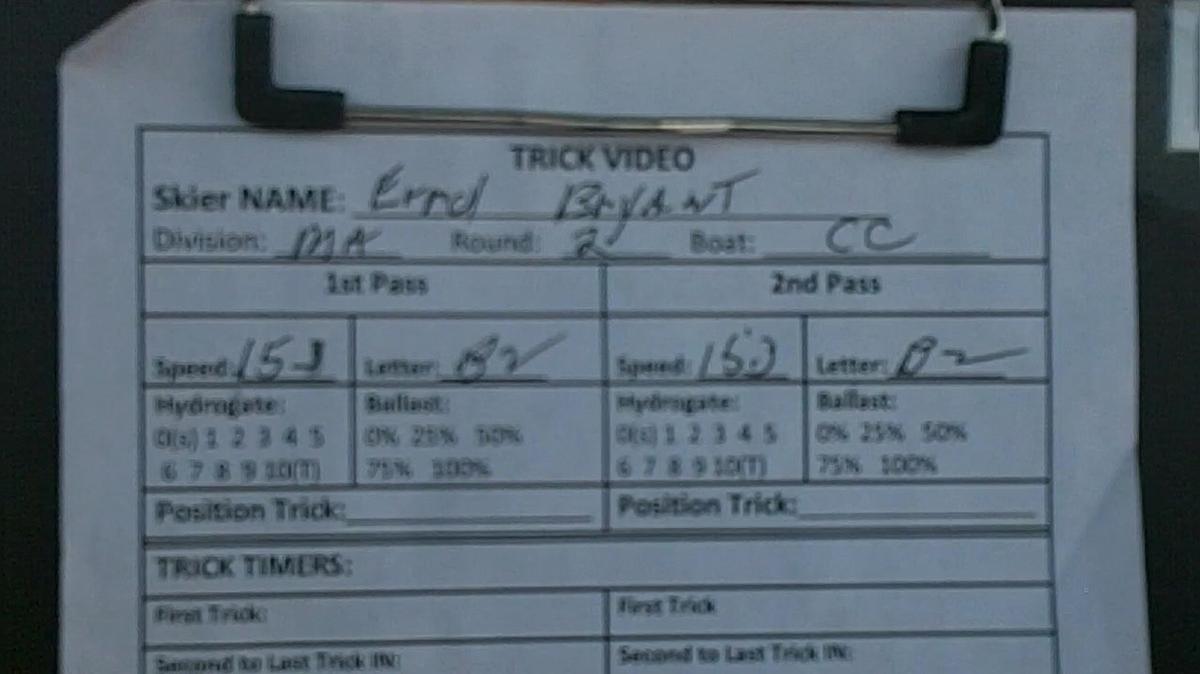 TRICK VIDEO
Skier NAME: BryANT
Division: MA Round: 2 Boat: CC
1st Pass 2nd Pass
Speed: Letter: B2 Speed: Letter: B2
Hydrogate: Ballast: Hydrogate: Ballast:
0(s) 1 2 3 4 5 0% 25% 50% 0(s) 1 2 3 4 5 0% 25% 50%
6 7 8 9 10(T) 75% 100% 6 7 8 9 10(T) 75% 100%
Position Trick: Position Trick:
TRICK TIMERS:
First Trick: First Trick
Second to Last Trick IN: Second to Last Trick IN: